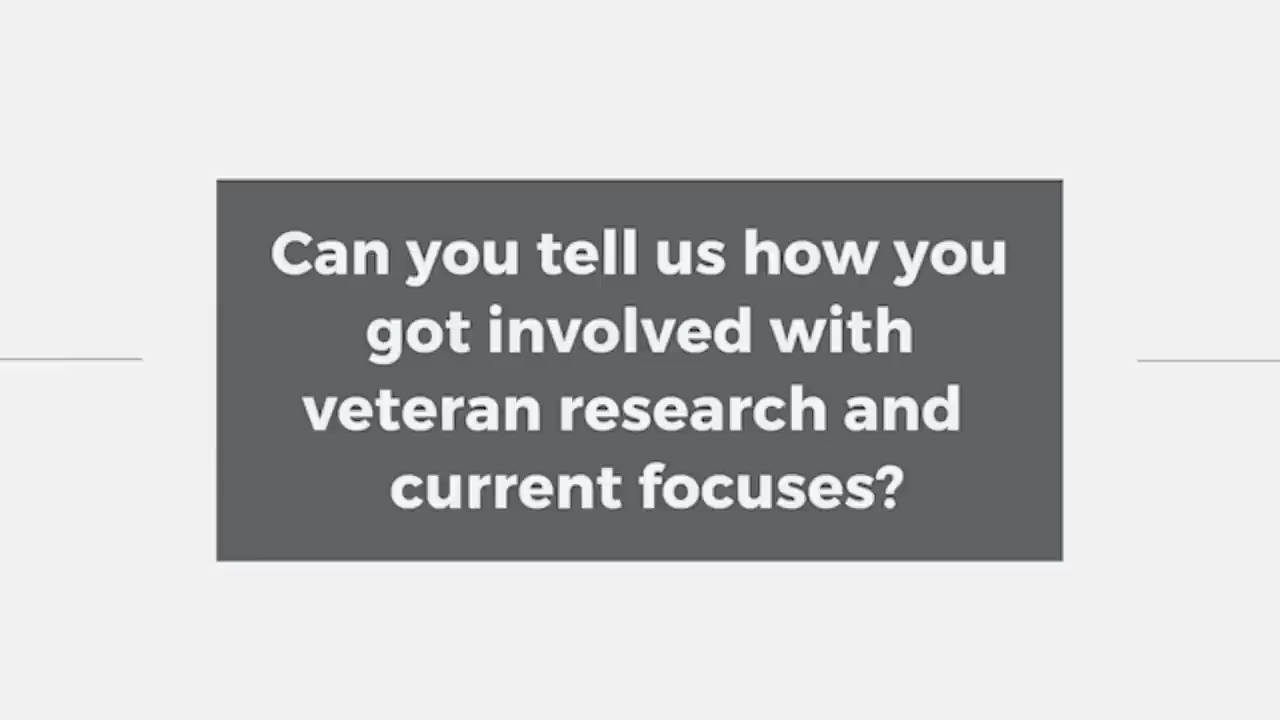 Can you tell us how you
got involved with
veteran research and
current focuses?